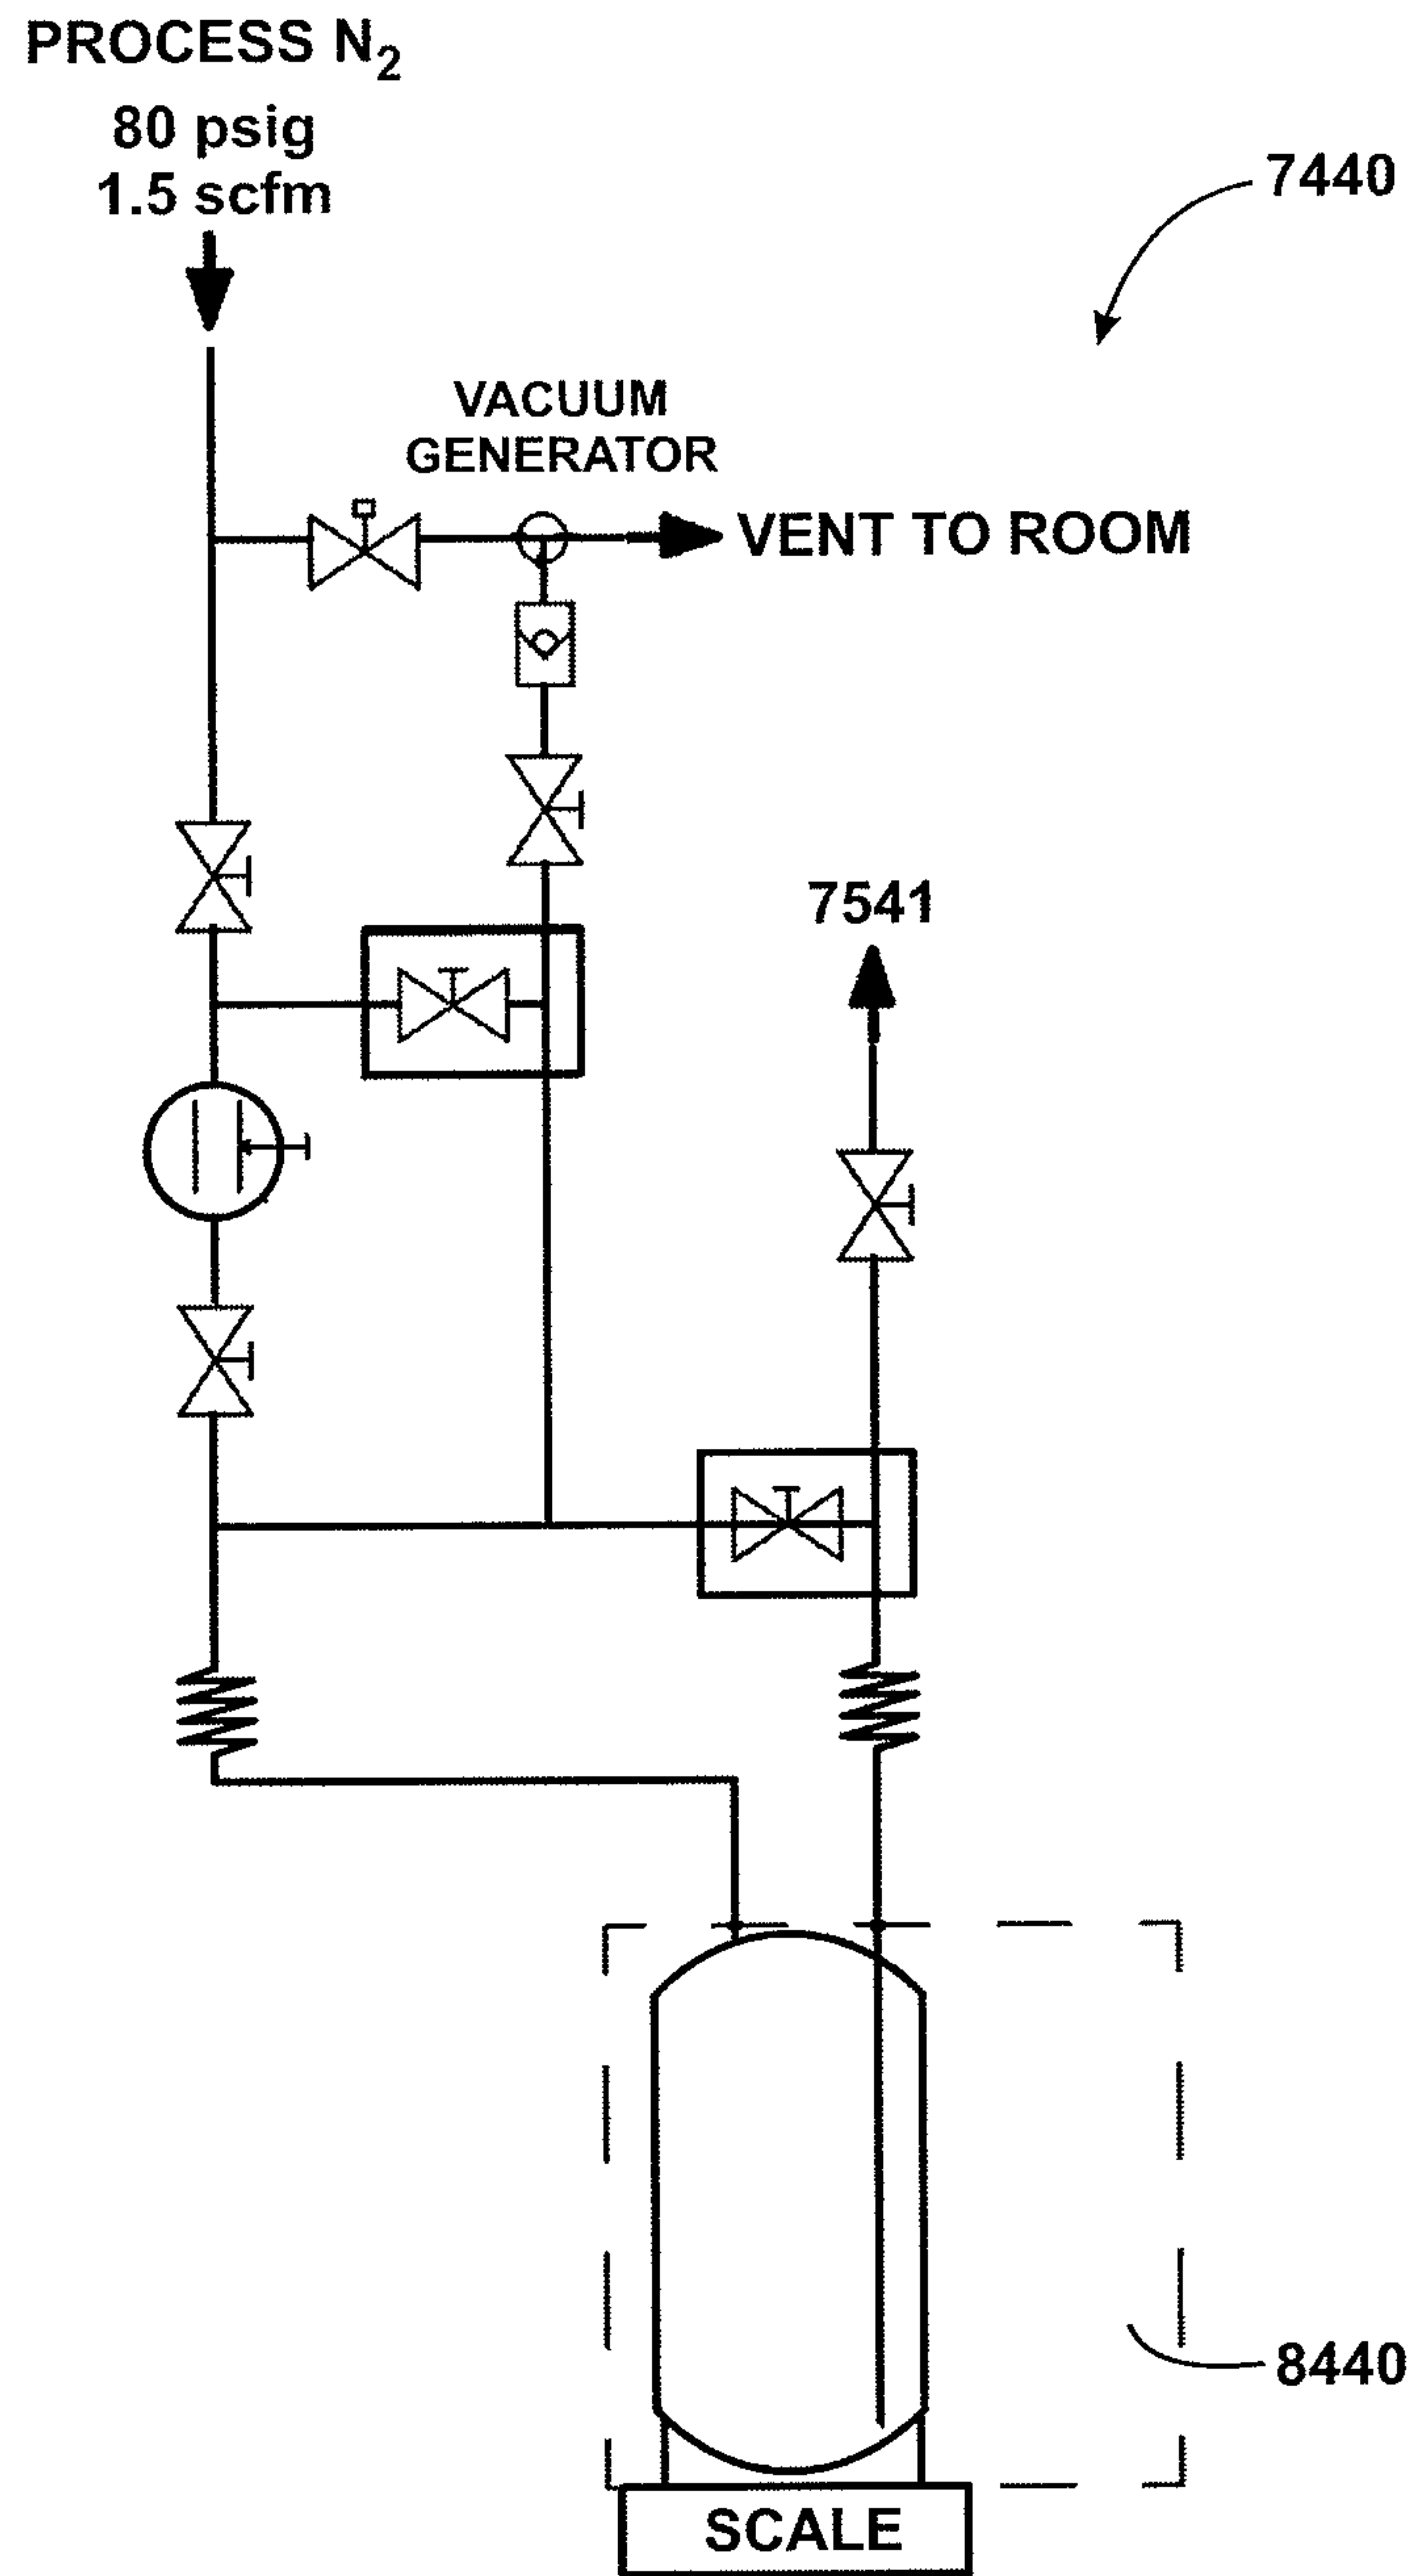 PROCESS N₂
80 psig
1.5 scfm
7440
VACUUM
GENERATOR
VENT TO ROOM
7541
8440
SCALE